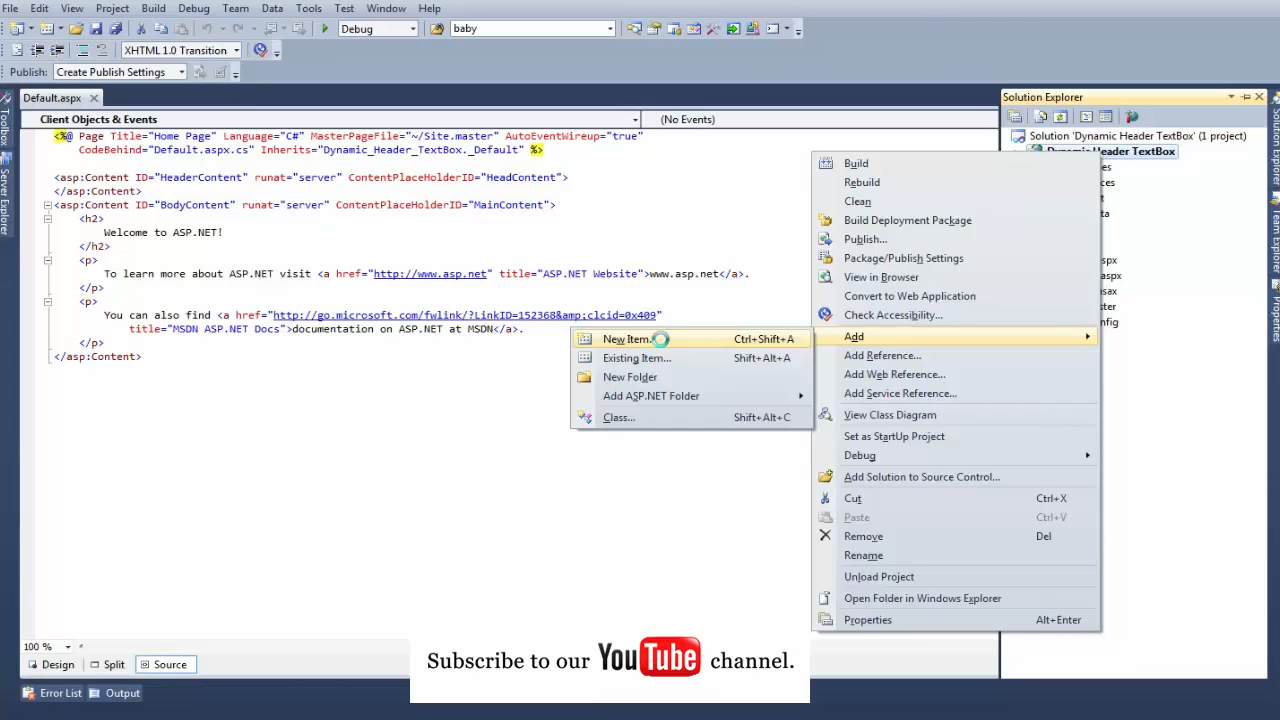 File Edit View Project Build Debug Team Data Tools Test Window Help
Debug baby
XHTML 1.0 Transition
Publish: Create Publish Settings
Default.aspx
Client Objects & Events (No Events)
<%@ Page Title="Home Page" Language="C#" MasterPageFile="~/Site.master" AutoEventWireup="true"
CodeBehind="Default.aspx.cs" Inherits="Dynamic_Header_TextBox._Default" %>
<asp:Content ID="HeaderContent" runat="server" ContentPlaceHolderID="HeadContent">
</asp:Content>
<asp:Content ID="BodyContent" runat="server" ContentPlaceHolderID="MainContent">
<h2>
Welcome to ASP.NET!
</h2>
<p>
To learn more about ASP.NET visit <a href="http://www.asp.net" title="ASP.NET Website">www.asp.net</a>.
</p>
<p>
You can also find <a href="http://go.microsoft.com/fwlink/?LinkID=152368&amp;clcid=0x409"
title="MSDN ASP.NET Docs">documentation on ASP.NET at MSDN</a>.
</p>
</asp:Content>
New Item... Ctrl+Shift+A
Existing Item... Shift+Alt+A
New Folder
Add ASP.NET Folder
Class... Shift+Alt+C
Build
Rebuild
Clean
Build Deployment Package
Publish...
Package/Publish Settings
View in Browser
Convert to Web Application
Check Accessibility...
Add
Add Reference...
Add Web Reference...
Add Service Reference...
View Class Diagram
Set as StartUp Project
Debug
Add Solution to Source Control...
Cut Ctrl+X
Paste Ctrl+V
Remove Del
Rename
Unload Project
Open Folder in Windows Explorer
Properties Alt+Enter
Solution Explorer
Solution 'Dynamic Header TextBox' (1 project)
Dynamic Header TextBox
Toolbox
Server Explorer
Solution Explorer
Team Explorer
Properties
100 %
Design Split Source
Error List Output
Subscribe to our YouTube channel.